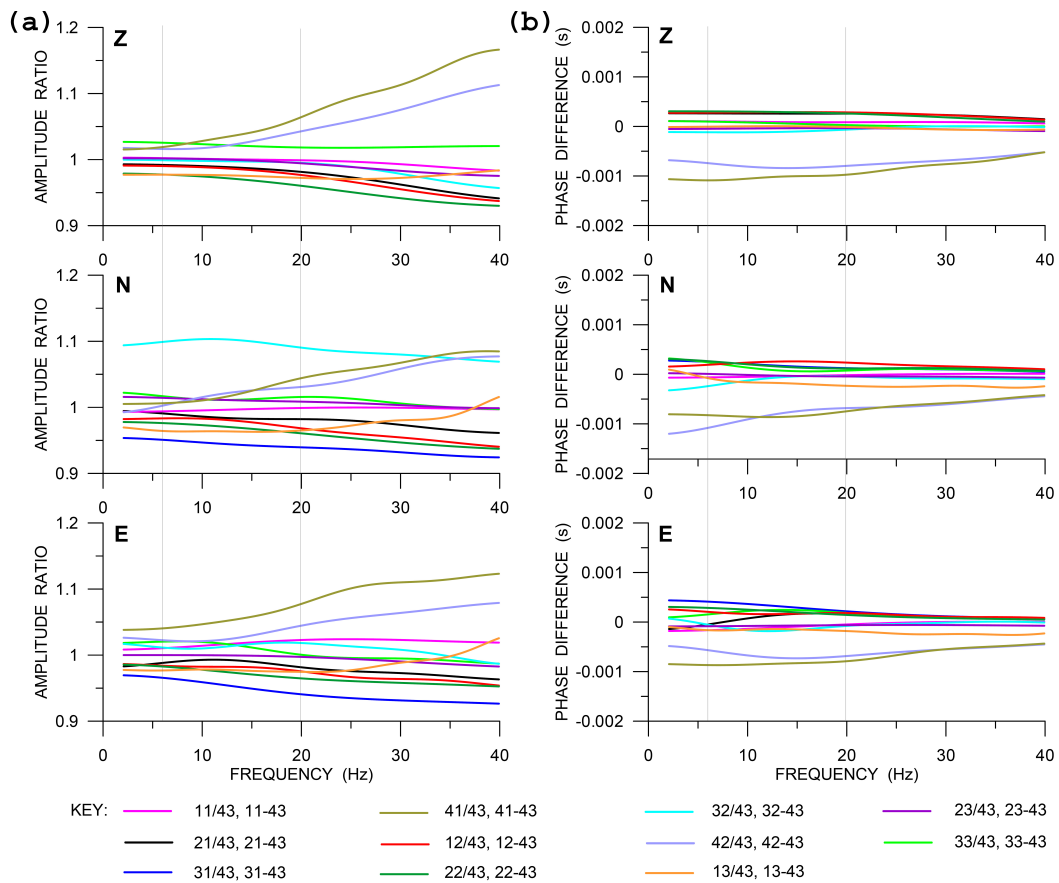 (a)
Z
AMPLITUDE RATIO
1.2
1.1
1
0.9
0 10 20 30 40
N
AMPLITUDE RATIO
1.2
1.1
1
0.9
0 10 20 30 40
E
AMPLITUDE RATIO
1.2
1.1
1
0.9
0 10 20 30 40
FREQUENCY (Hz)
(b)
Z
PHASE DIFFERENCE (s)
0.002
0.001
0
-0.001
-0.002
0 10 20 30 40
N
PHASE DIFFERENCE (s)
0.002
0.001
0
-0.001
-0.002
0 10 20 30 40
E
PHASE DIFFERENCE (s)
0.002
0.001
0
-0.001
-0.002
0 10 20 30 40
FREQUENCY (Hz)
KEY:
11/43, 11-43
21/43, 21-43
31/43, 31-43
41/43, 41-43
12/43, 12-43
22/43, 22-43
32/43, 32-43
42/43, 42-43
13/43, 13-43
23/43, 23-43
33/43, 33-43